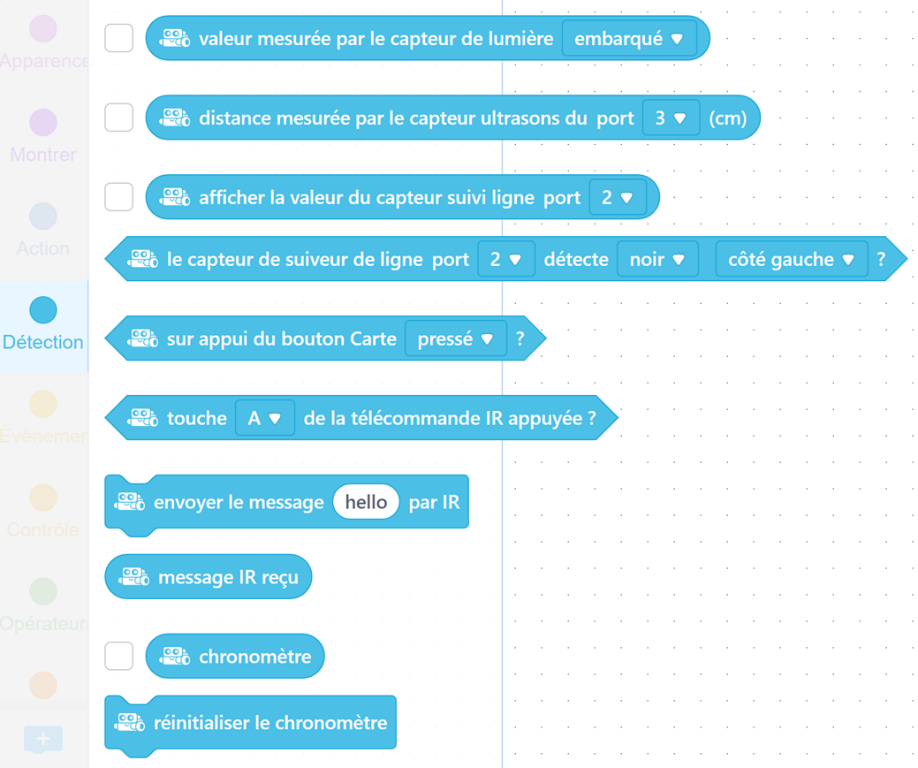 Apparence
Montrer
Action
Détection
Évènemer
Contrôle
Opérateur
valeur mesurée par le capteur de lumière embarqué
distance mesurée par le capteur ultrasons du port 3 (cm)
afficher la valeur du capteur suivi ligne port 2
le capteur de suiveur de ligne port 2 détecte noir côté gauche ?
sur appui du bouton Carte pressé ?
touche A de la télécommande IR appuyée ?
envoyer le message hello par IR
message IR reçu
chronomètre
réinitialiser le chronomètre